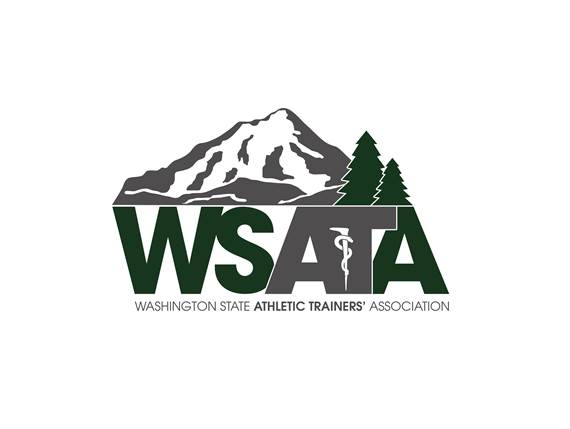 WSATA
WASHINGTON STATE ATHLETIC TRAINERS' ASSOCIATION